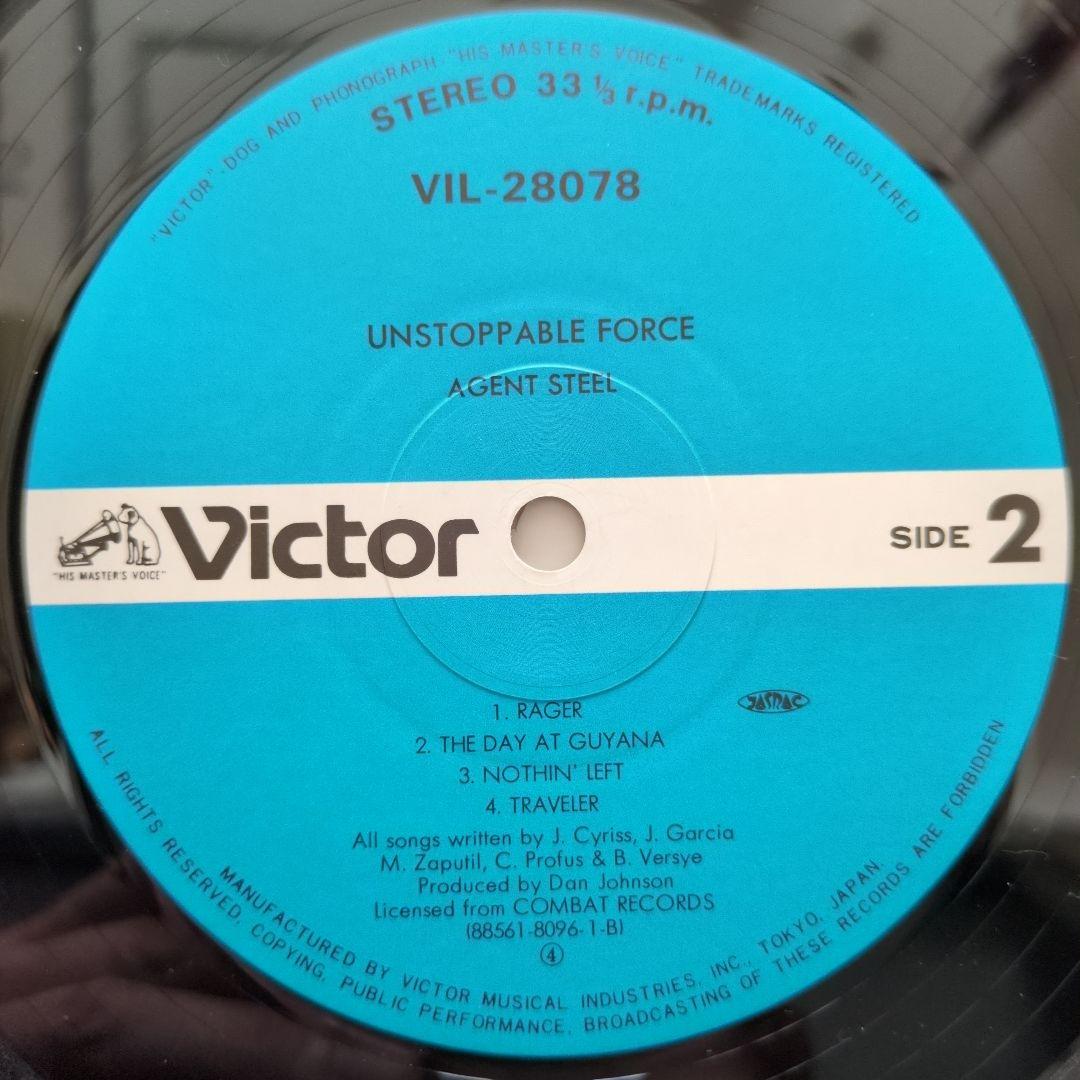 "VICTOR"-DOG AND PHONOGRAPH-"HIS MASTER'S VOICE" TRADEMARKS REGISTERED
STEREO 33 ⅓ r.p.m.
VIL-28078
UNSTOPPABLE FORCE
AGENT STEEL
"HIS MASTER'S VOICE"
Victor
SIDE 2
1. RAGER
JASRAC
2. THE DAY AT GUYANA
3. NOTHIN' LEFT
4. TRAVELER
All songs written by J. Cyriss, J. Garcia
M. Zaputil, C. Profus & B. Versye
Produced by Dan Johnson
Licensed from COMBAT RECORDS
(88561-8096-1-B)
④
MANUFACTURED BY VICTOR MUSICAL INDUSTRIES, INC., TOKYO, JAPAN.
ALL RIGHTS RESERVED, COPYING, PUBLIC PERFORMANCE, BROADCASTING OF THESE RECORDS ARE FORBIDDEN